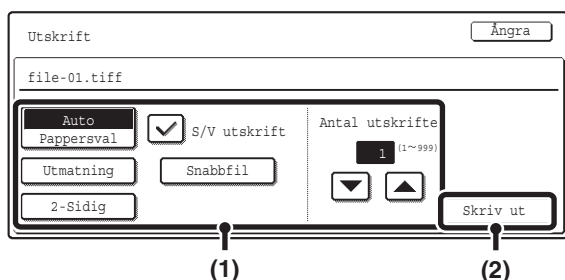 Utskrift
Ångra
file-01.tiff
Auto
Pappersval
S/V utskrift
Antal utskrifte
1
(1~999)
Utmatning
Snabbfil
2-Sidig
Skriv ut
(1)
(2)